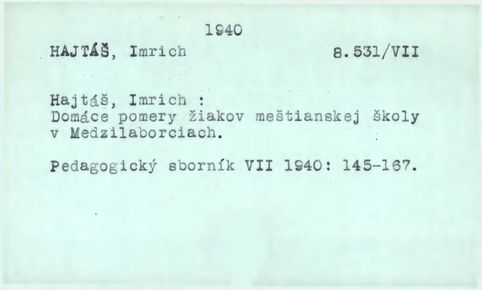 1940
HAJTÁŠ, Imrich 8.531/VII
Hajtáš, Imrich :
Domáce pomery žiakov meštianskej školy
v Medzilaborciach.
Pedagogický sborník VII 1940: 145-167.